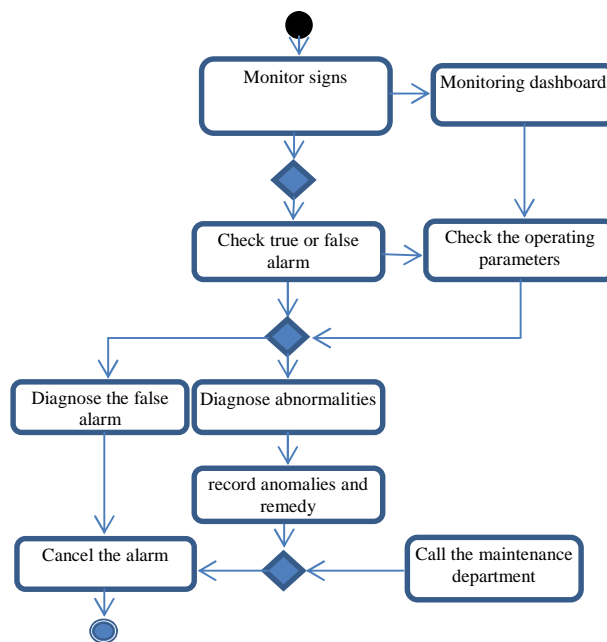 Monitor signs
Monitoring dashboard
Check true or false
alarm
Check the operating
parameters
Diagnose the false
alarm
Diagnose abnormalities
record anomalies and
remedy
Cancel the alarm
Call the maintenance
department